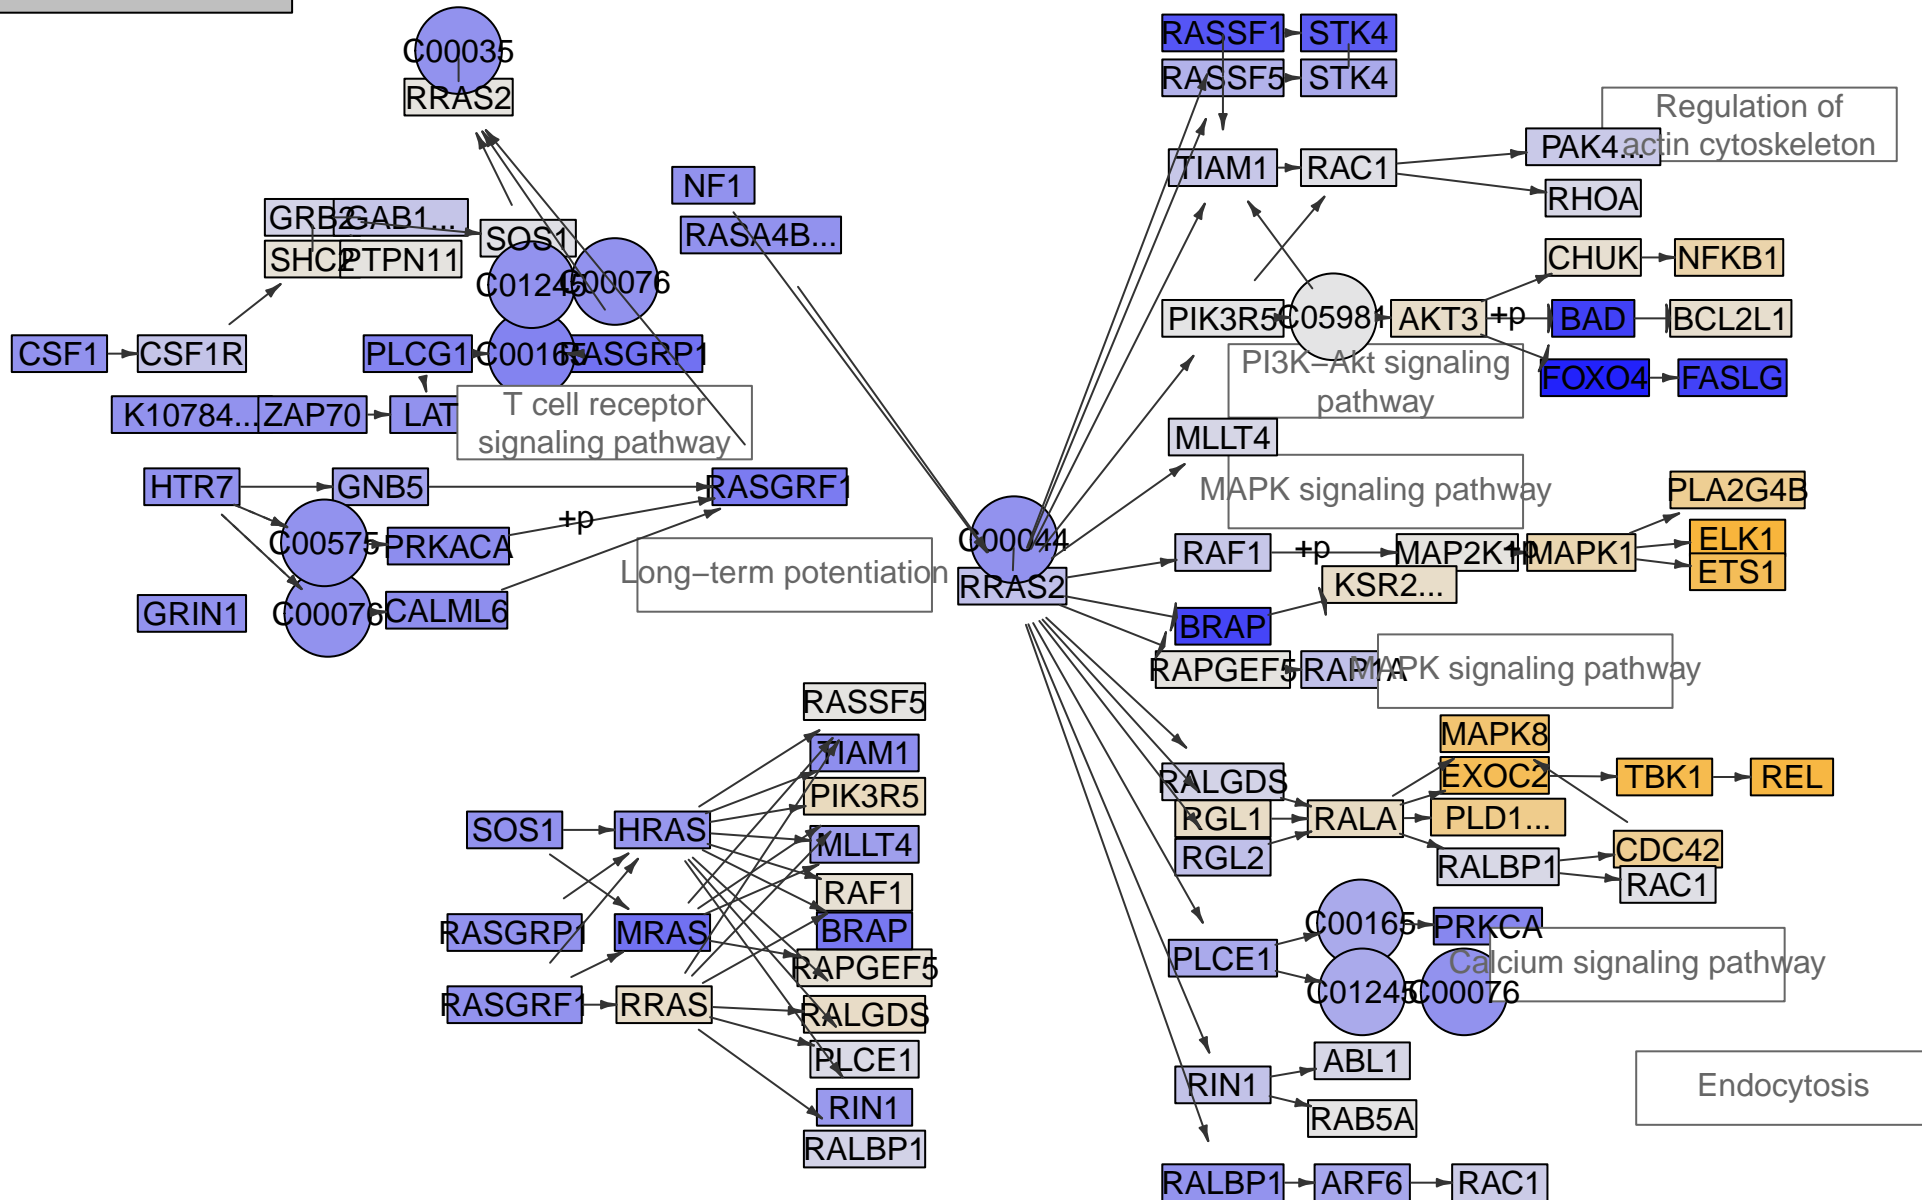 C00035
RRAS2
RASSF1
STK4
RASSF5
STK4
Regulation of
actin cytoskeleton
PAK4...
TIAM1
RAC1
RHOA
NF1
RASA4B...
GRB2
GAB1...
SOS1
SHC2
PTPN11
C01245
C00076
CHUK
NFKB1
PIK3R5
C05981
AKT3
+p
BAD
BCL2L1
CSF1
CSF1R
PLCG1
C00165
RASGRP1
PI3K–Akt signaling
pathway
FOXO4
FASLG
K10784...
ZAP70
LAT
T cell receptor
signaling pathway
MLLT4
HTR7
GNB5
RASGRF1
MAPK signaling pathway
PLA2G4B
+p
C00575
PRKACA
C00044
RAF1
+p
MAP2K1
+p
MAPK1
ELK1
ETS1
Long–term potentiation
RRAS2
KSR2...
GRIN1
C00076
CALML6
BRAP
RAPGEF5
RAP1A
MAPK signaling pathway
RASSF5
TIAM1
PIK3R5
MAPK8
RALGDS
EXOC2
TBK1
REL
SOS1
HRAS
MLLT4
RGL1
RALA
PLD1...
RGL2
RALBP1
CDC42
RAC1
RAF1
RASGRP1
MRAS
BRAP
C00165
PRKCA
RAPGEF5
PLCE1
Calcium signaling pathway
C01245
C00076
RASGRF1
RRAS
RALGDS
PLCE1
ABL1
RIN1
Endocytosis
RIN1
RAB5A
RALBP1
RALBP1
ARF6
RAC1